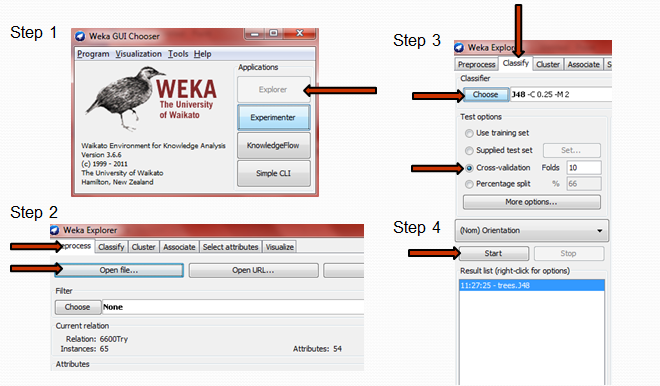 Step 1
Weka GUI Chooser
Program Visualization Tools Help
WEKA
The University
of Waikato
Waikato Environment for Knowledge Analysis
Version 3.6.6
(c) 1999 - 2011
The University of Waikato
Hamilton, New Zealand
Applications
Explorer
Experimenter
KnowledgeFlow
Simple CLI
Step 2
Weka Explorer
Classify Cluster Associate Select attributes Visualize
Open file... Open URL...
Filter
Choose None
Current relation
Relation: 6600Try
Instances: 65 Attributes: 54
Attributes
Step 3
Weka Explo
Preprocess Classify Cluster Associate S
Classifier
Choose J48 -C 0.25 -M 2
Test options
Use training set
Supplied test set Set...
Cross-validation Folds 10
Percentage split % 66
More options...
Step 4
(Nom) Orientation
Start Stop
Result list (right-click for options)
11:27:25 - trees.J48